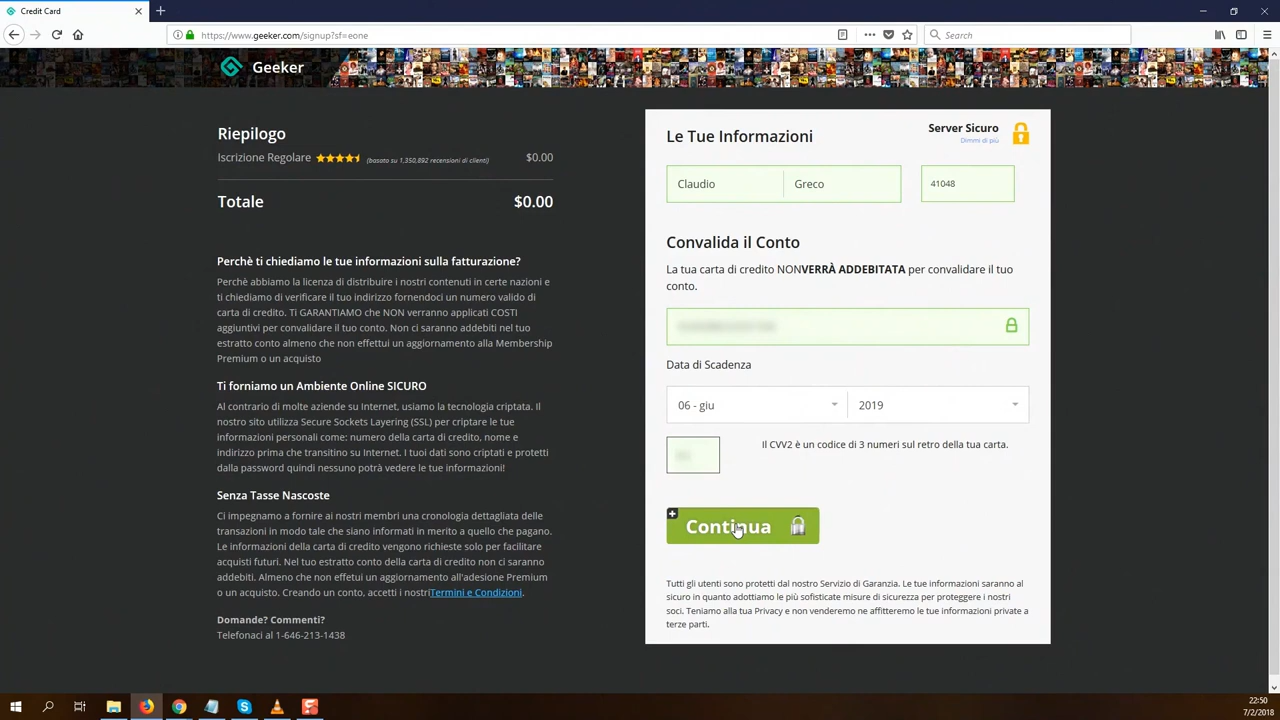 Credit Card
https://www.geeker.com/signup?sf=eone
Search
Geeker
Riepilogo
Iscrizione Regolare (basato su 1,350,892 recensioni di clienti) $0.00
Totale $0.00
Perchè ti chiediamo le tue informazioni sulla fatturazione?
Perchè abbiamo la licenza di distribuire i nostri contenuti in certe nazioni e
ti chiediamo di verificare il tuo indirizzo fornendoci un numero valido di
carta di credito. Ti GARANTIAMO che NON verranno applicati COSTI
aggiuntivi per convalidare il tuo conto. Non ci saranno addebiti nel tuo
estratto conto almeno che non effettui un aggiornamento alla Membership
Premium o un acquisto
Ti forniamo un Ambiente Online SICURO
Al contrario di molte aziende su Internet, usiamo la tecnologia criptata. Il
nostro sito utilizza Secure Sockets Layering (SSL) per criptare le tue
informazioni personali come: numero della carta di credito, nome e
indirizzo prima che transitino su Internet. I tuoi dati sono criptati e protetti
dalla password quindi nessuno potrà vedere le tue informazioni!
Senza Tasse Nascoste
Ci impegnamo a fornire ai nostri membri una cronologia dettagliata delle
transazioni in modo tale che siano informati in merito a quello che pagano.
Le informazioni della carta di credito vengono richieste solo per facilitare
acquisti futuri. Nel tuo estratto conto della carta di credito non ci saranno
addebiti. Almeno che non effetui un aggiornamento all'adesione Premium
o un acquisto. Creando un conto, accetti i nostriTermini e Condizioni.
Domande? Commenti?
Telefonaci al 1-646-213-1438
Le Tue Informazioni
Server Sicuro
Dimmi di più
Claudio Greco 41048
Convalida il Conto
La tua carta di credito NONVERRÀ ADDEBITATA per convalidare il tuo
conto.
Data di Scadenza
06 - giu 2019
Il CVV2 è un codice di 3 numeri sul retro della tua carta.
Continua
Tutti gli utenti sono protetti dal nostro Servizio di Garanzia. Le tue informazioni saranno al
sicuro in quanto adottiamo le più sofisticate misure di sicurezza per proteggere i nostri
soci. Teniamo alla tua Privacy e non venderemo ne affitteremo le tue informazioni private a
terze parti.
22:50
7/2/2018